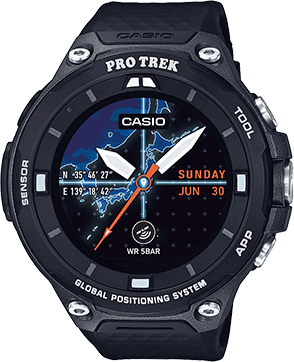 CASIO
PRO TREK
CASIO
TOOL
SENSOR
N 35° 46' 27"
SUNDAY
E 139° 18' 42"
JUN 30
APP
WR 5BAR
GLOBAL POSITIONING SYSTEM